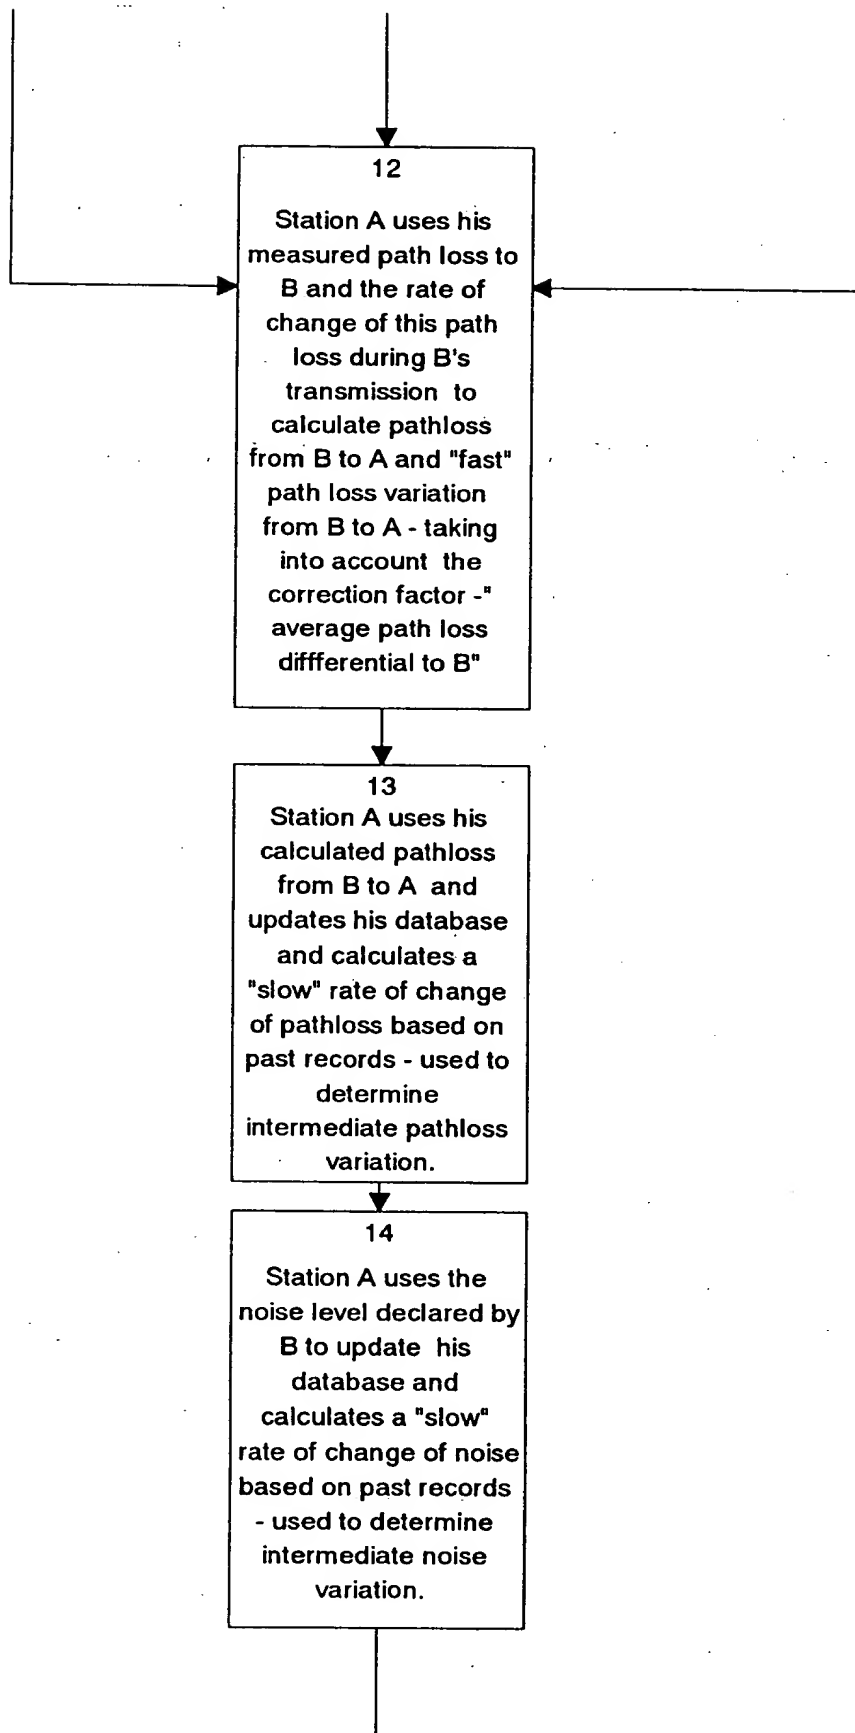 12
Station A uses his
measured path loss to
B and the rate of
change of this path
loss during B's
transmission to
calculate pathloss
from B to A and "fast"
path loss variation
from B to A - taking
into account the
correction factor -"
average path loss
diffferential to B"
13
Station A uses his
calculated pathloss
from B to A and
updates his database
and calculates a
"slow" rate of change
of pathloss based on
past records - used to
determine
intermediate pathloss
variation.
14
Station A uses the
noise level declared by
B to update his
database and
calculates a "slow"
rate of change of noise
based on past records
- used to determine
intermediate noise
variation.